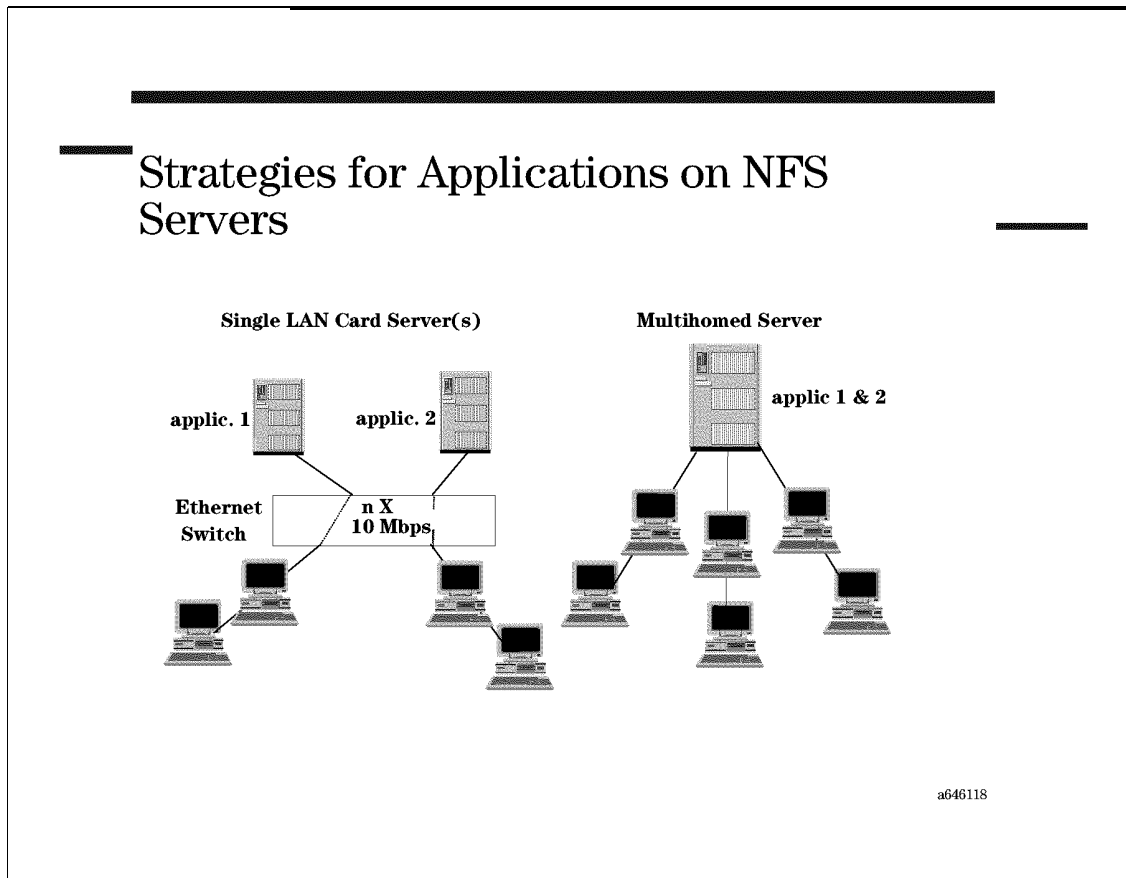 Strategies for Applications on NFS
Servers
Single LAN Card Server(s)
Multihomed Server
applic. 1
applic. 2
applic 1 & 2
Ethernet
Switch
n X
10 Mbps
a646118